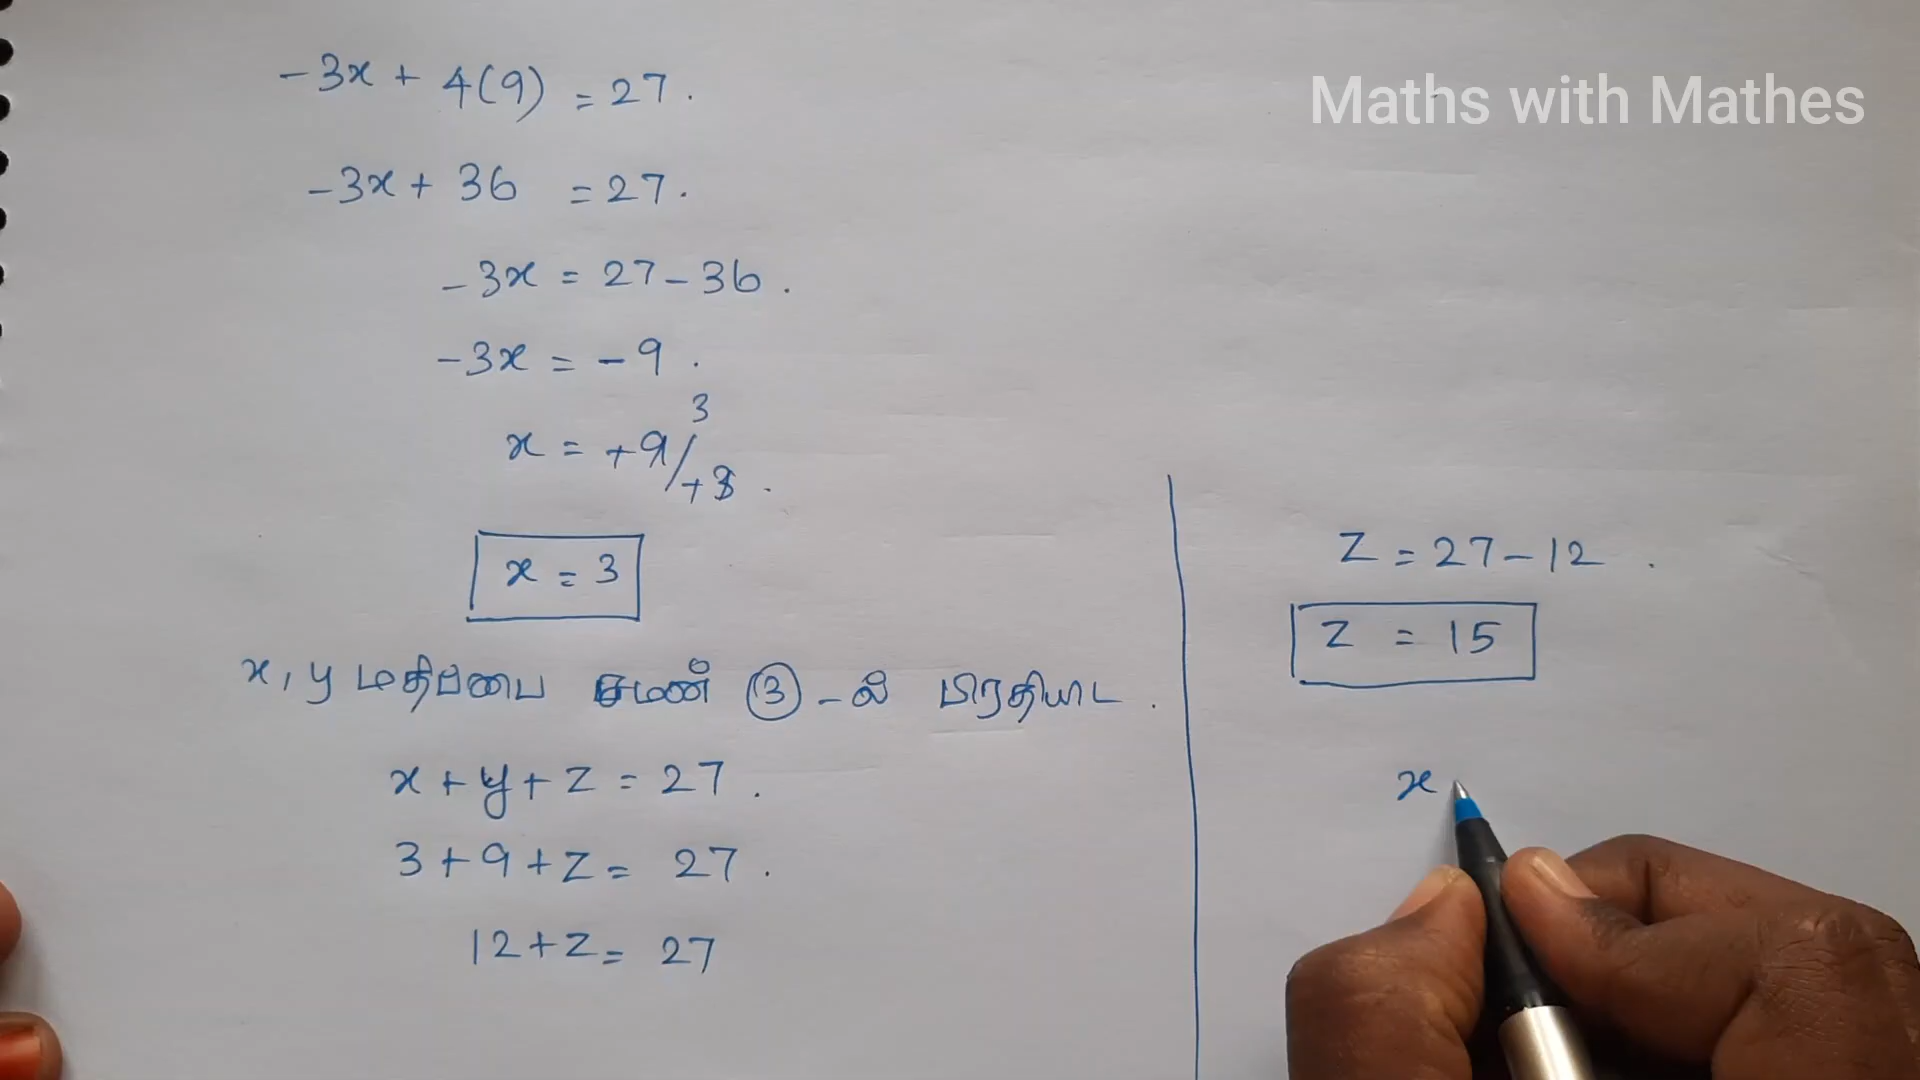 Maths with Mathes
-3x + 4(9) = 27.
-3x + 36 = 27.
-3x = 27 - 36.
-3x = -9.
3
x = +9/+3.
x = 3
x, y மதிப்பை சமன் ③-ல் பிரதியிட.
x + y + z = 27.
3 + 9 + z = 27.
12 + z = 27
z = 27 - 12.
z = 15
x